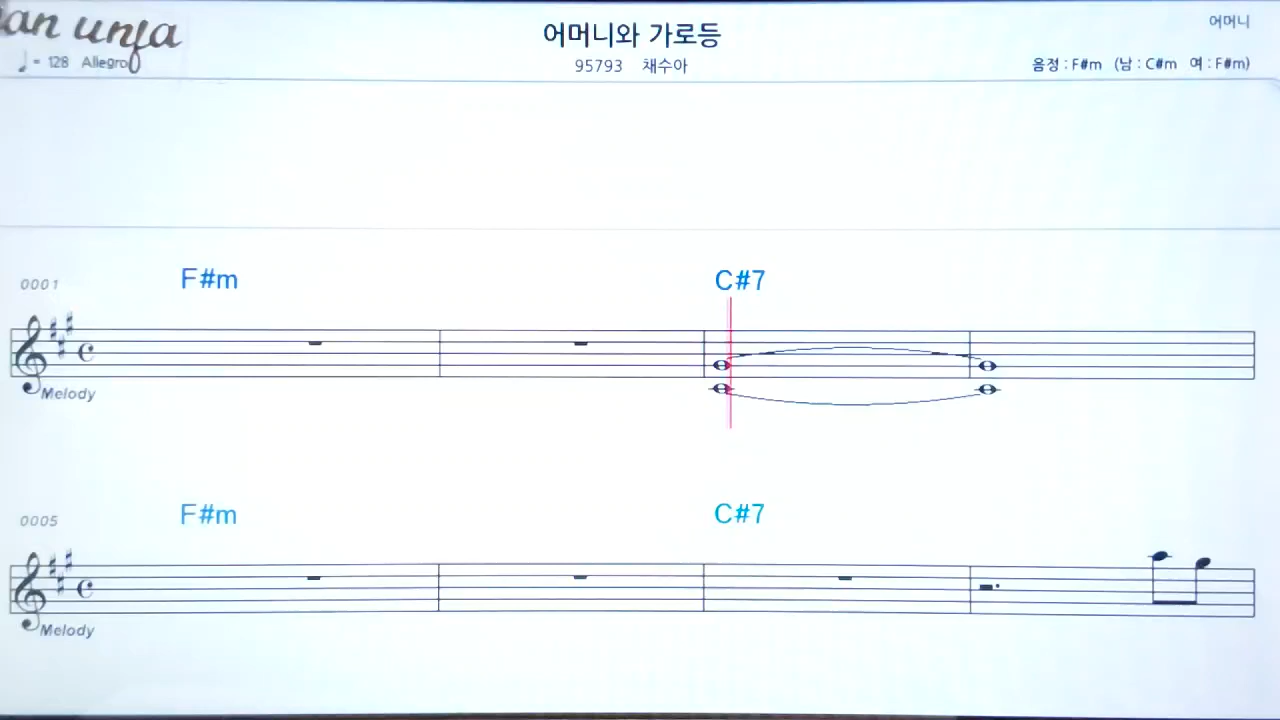 an unja
어머니와 가로등
어머니
♩= 128 Allegro
95793 채수아
음정 : F#m (남 : C#m 여 : F#m)
0001
F#m
C#7
Melody
0005
F#m
C#7
Melody